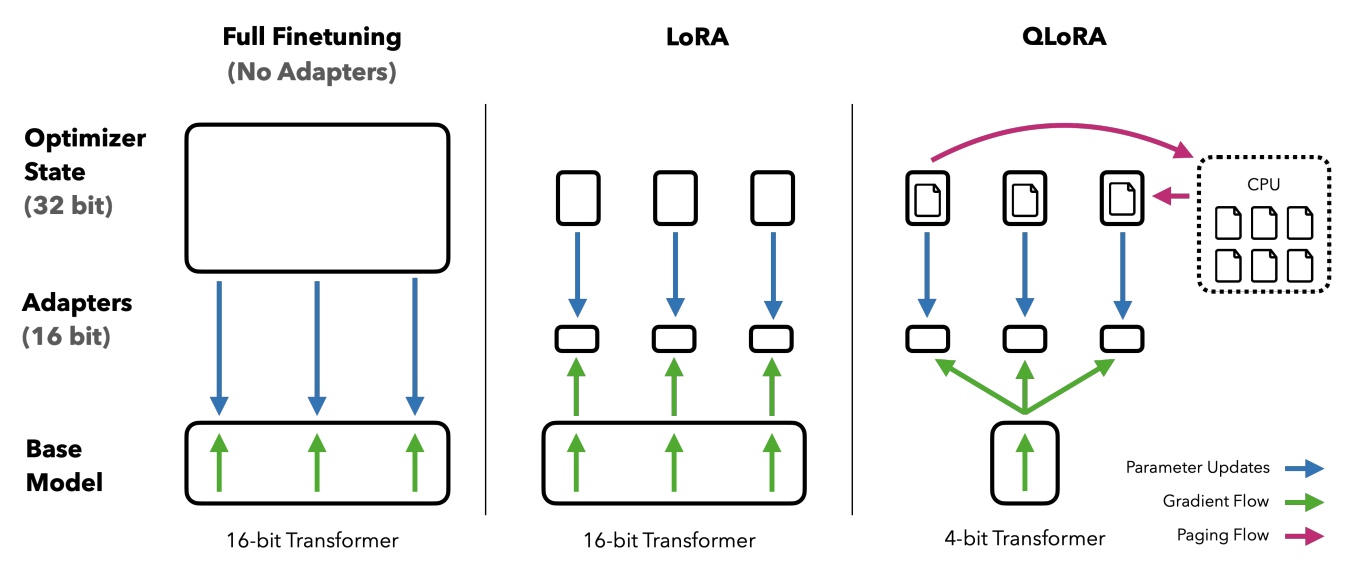 Full Finetuning
(No Adapters)
LoRA
QLoRA
Optimizer
State
(32 bit)
CPU
Adapters
(16 bit)
Base
Model
Parameter Updates
Gradient Flow
Paging Flow
16-bit Transformer
16-bit Transformer
4-bit Transformer